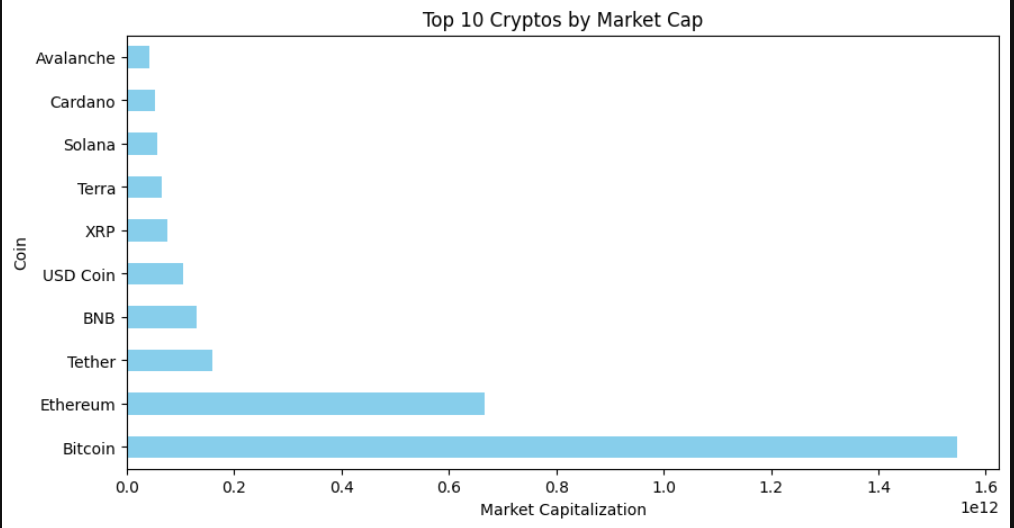 Top 10 Cryptos by Market Cap
Avalanche
Cardano
Solana
Terra
XRP
USD Coin
BNB
Tether
Ethereum
Bitcoin
Coin
0.0 0.2 0.4 0.6 0.8 1.0 1.2 1.4 1.6
1e12
Market Capitalization